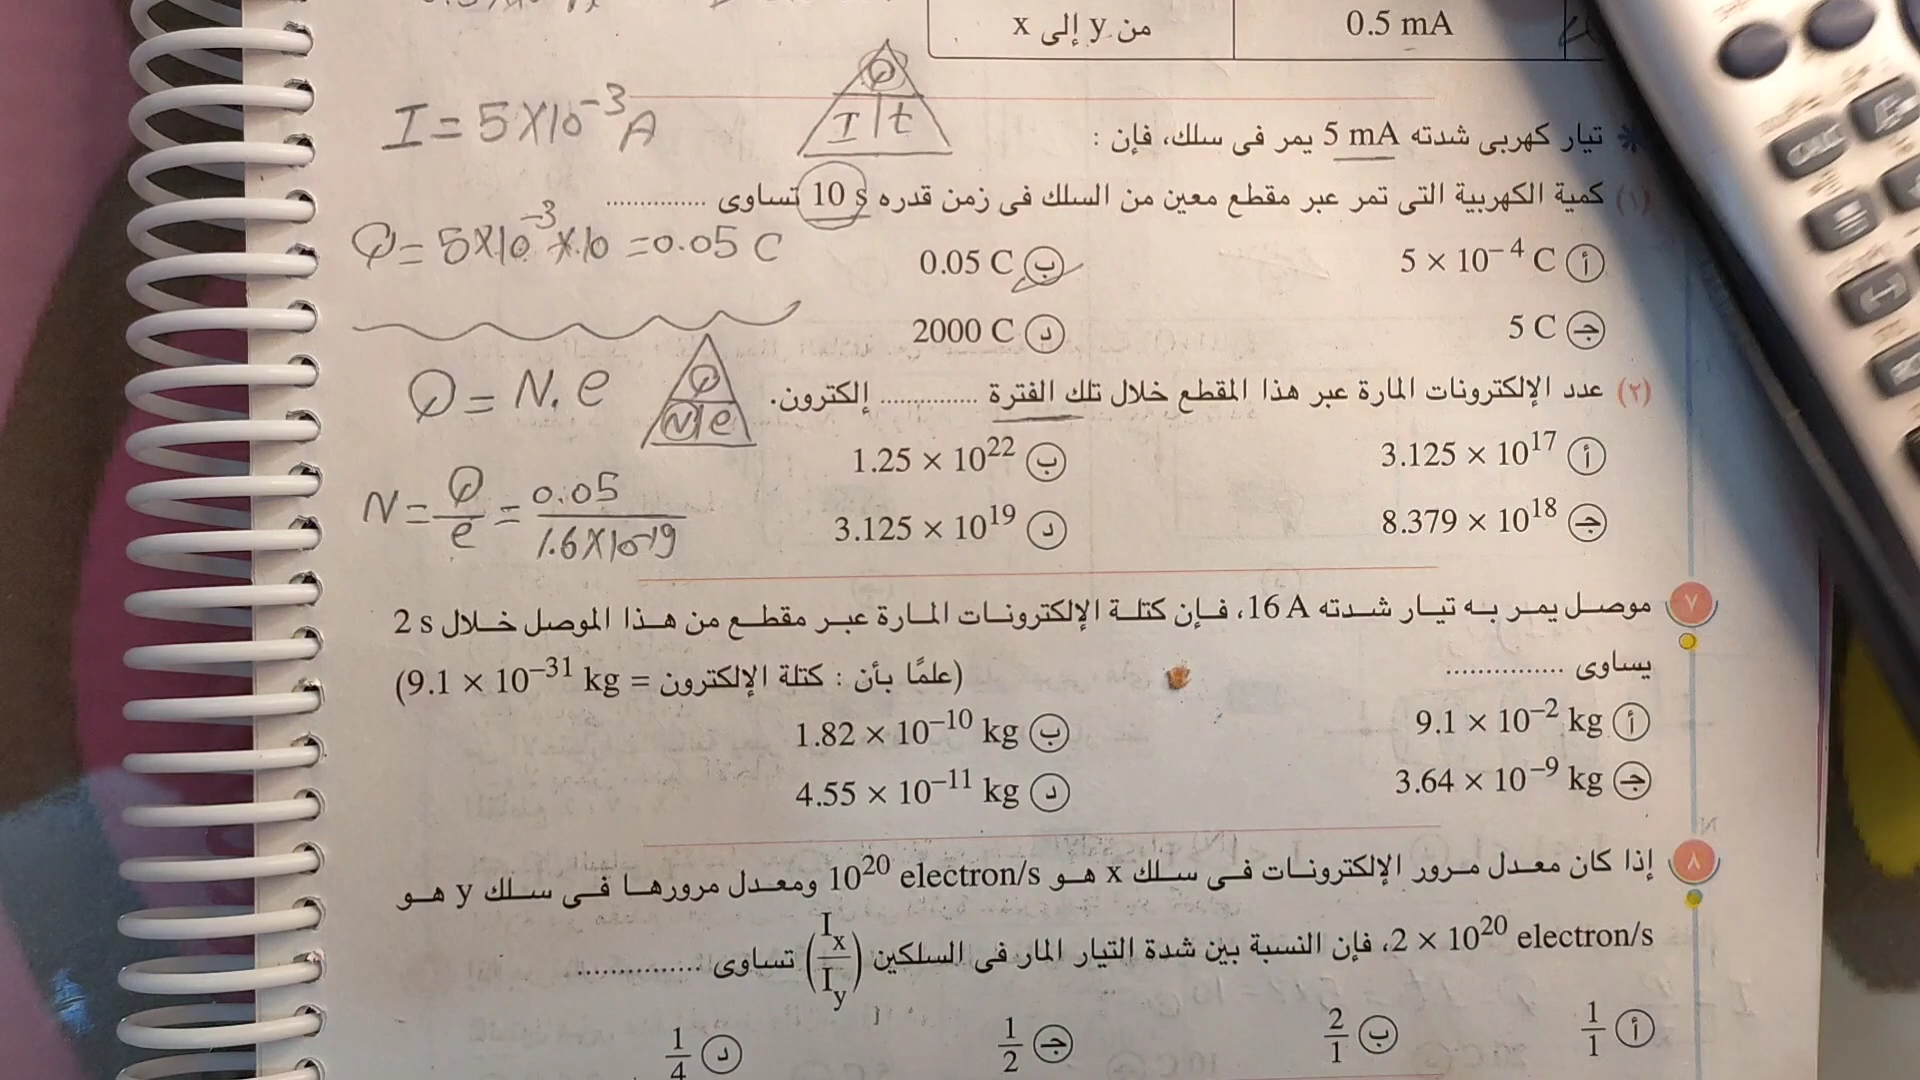 من y إلى x 0.5 mA
I = 5×10⁻³ A
Q
I t
تيار كهربى شدته 5 mA يمر فى سلك، فإن :
(١) كمية الكهربية التى تمر عبر مقطع معين من السلك فى زمن قدره 10 s تساوى ...............
Q = 5×10⁻³ × 10 = 0.05 C
أ 5 × 10⁻⁴ C ب 0.05 C
جـ 5 C د 2000 C
(٢) عدد الإلكترونات المارة عبر هذا المقطع خلال تلك الفترة ............... إلكترون.
Q = N. e
Q
N e
أ 3.125 × 10¹⁷ ب 1.25 × 10²²
جـ 8.379 × 10¹⁸ د 3.125 × 10¹⁹
N = Q/e = 0.05/1.6×10⁻¹⁹
٧ موصل يمر به تيار شدته 16 A، فإن كتلة الإلكترونات المارة عبر مقطع من هذا الموصل خلال 2 s
يساوى ...............
(علمًا بأن : كتلة الإلكترون = 9.1 × 10⁻³¹ kg)
أ 9.1 × 10⁻² kg ب 1.82 × 10⁻¹⁰ kg
جـ 3.64 × 10⁻⁹ kg د 4.55 × 10⁻¹¹ kg
٨ إذا كان معدل مرور الإلكترونات فى سلك x هو 10²⁰ electron/s ومعدل مرورها فى سلك y هو
2 × 10²⁰ electron/s، فإن النسبة بين شدة التيار المار فى السلكين (Iₓ/I_y) تساوى ...............
أ 1/1 ب 2/1 جـ 1/2 د 1/4